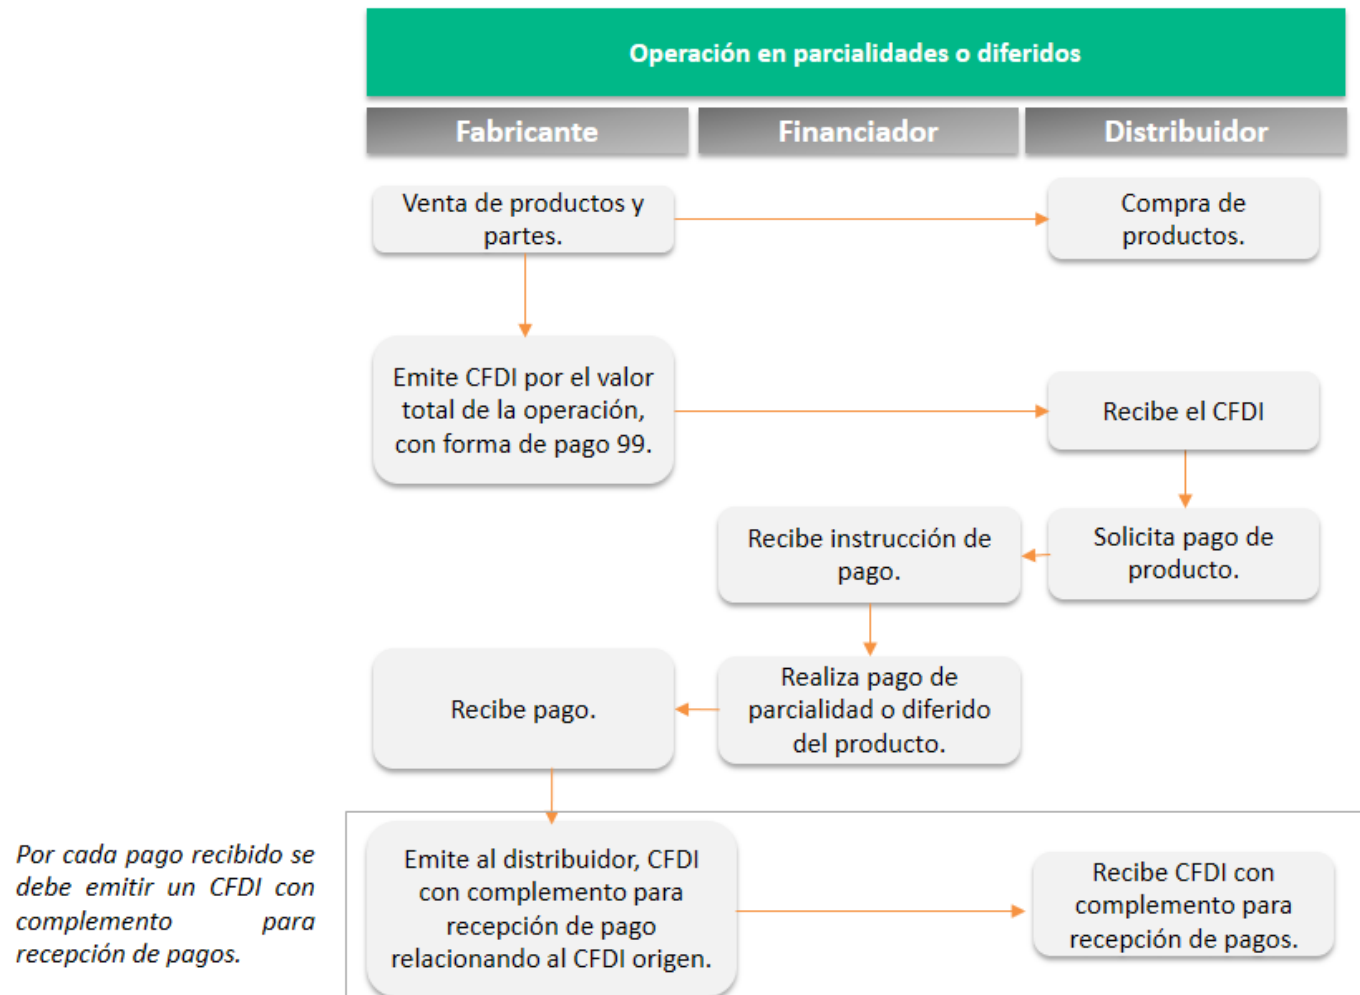 Operación en parcialidades o diferidos
Fabricante
Financiador
Distribuidor
Venta de productos y
partes.
Compra de
productos.
Emite CFDI por el valor
total de la operación,
con forma de pago 99.
Recibe el CFDI
Solicita pago de
producto.
Recibe instrucción de
pago.
Realiza pago de
parcialidad o diferido
del producto.
Recibe pago.
Por cada pago recibido se
debe emitir un CFDI con
complemento para
recepción de pagos.
Emite al distribuidor, CFDI
con complemento para
recepción de pago
relacionando al CFDI origen.
Recibe CFDI con
complemento para
recepción de pagos.